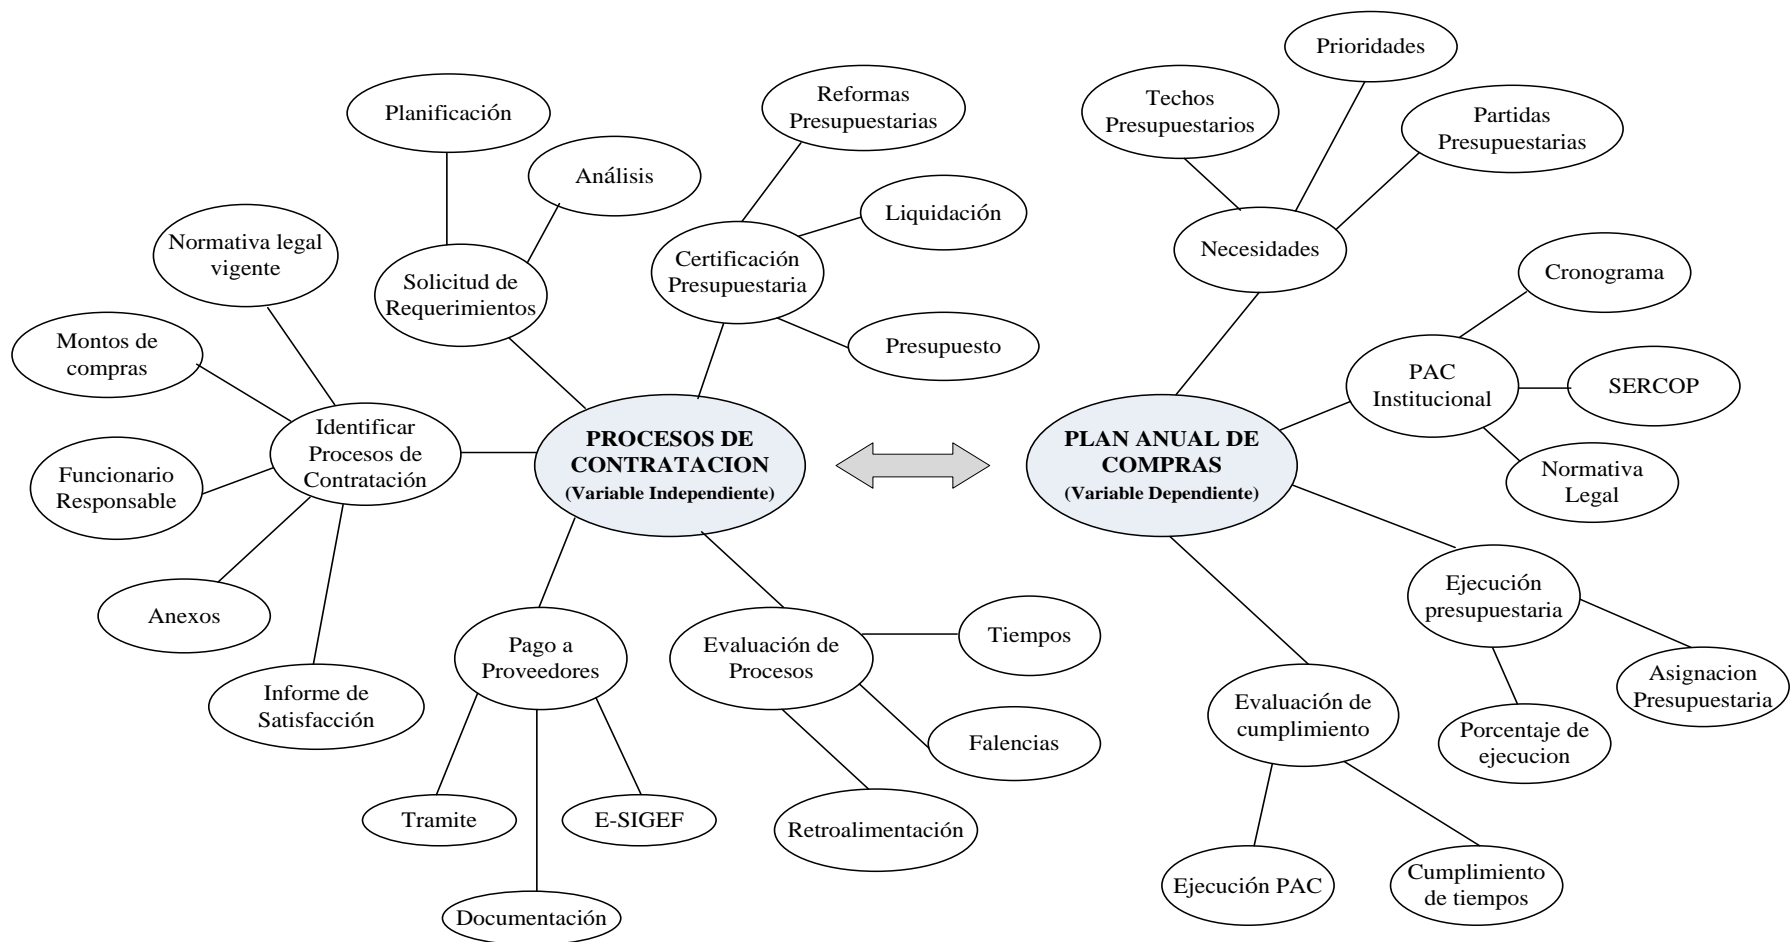 Prioridades
Planificación
Reformas
Presupuestarias
Techos
Presupuestarios
Partidas
Presupuestarias
Análisis
Liquidación
Normativa legal
vigente
Solicitud de
Requerimientos
Certificación
Presupuestaria
Necesidades
Cronograma
Montos de
compras
Presupuesto
PAC
Institucional
SERCOP
Identificar
Procesos de
Contratación
PROCESOS DE
CONTRATACION
(Variable Independiente)
PLAN ANUAL DE
COMPRAS
(Variable Dependiente)
Funcionario
Responsable
Normativa
Legal
Anexos
Ejecución
presupuestaria
Pago a
Proveedores
Evaluación de
Procesos
Tiempos
Informe de
Satisfacción
Evaluación de
cumplimiento
Asignacion
Presupuestaria
Falencias
Porcentaje de
ejecucion
Tramite
E-SIGEF
Retroalimentación
Ejecución PAC
Cumplimiento
de tiempos
Documentación